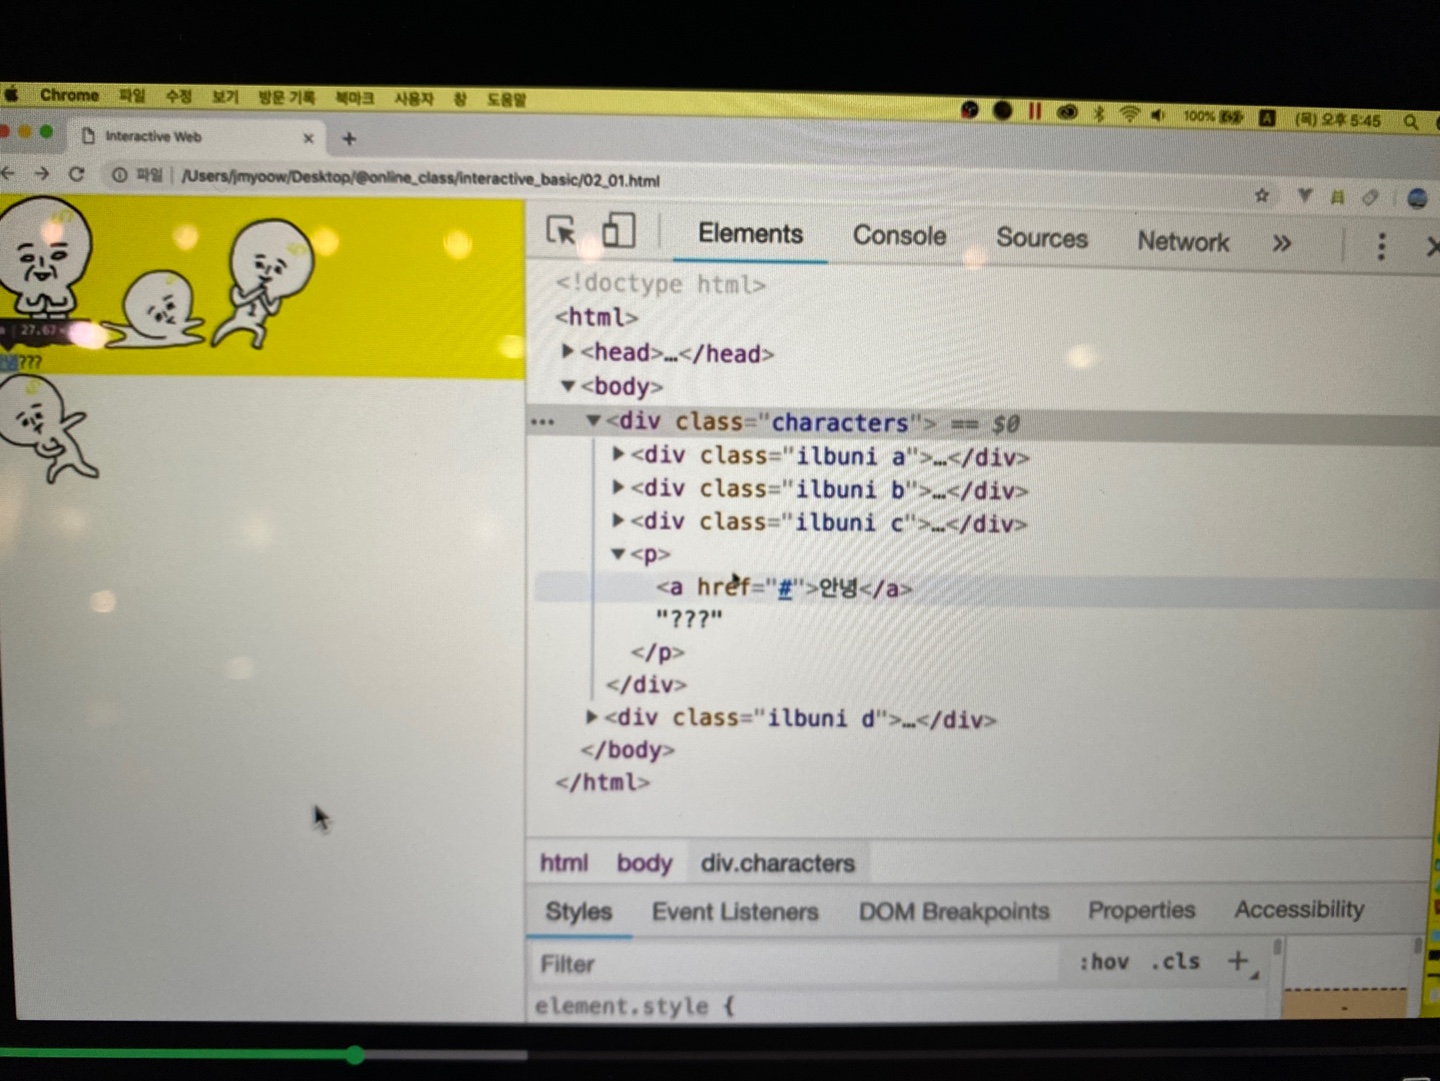 Chrome 파일 수정 보기 방문 기록 북마크 사용자 창 도움말 100% A (목) 오후 5:45
Interactive Web
파일 /Users/jmyoow/Desktop/@online_class/interactive_basic/02_01.html
Elements Console Sources Network »
<!doctype html>
<html>
<head>…</head>
<body>
… <div class="characters"> == $0
<div class="ilbuni a">…</div>
<div class="ilbuni b">…</div>
<div class="ilbuni c">…</div>
<p>
<a href="#">안녕</a>
"???"
</p>
</div>
<div class="ilbuni d">…</div>
</body>
</html>
html body div.characters
Styles Event Listeners DOM Breakpoints Properties Accessibility
Filter :hov .cls +
element.style {
-
27.67
???